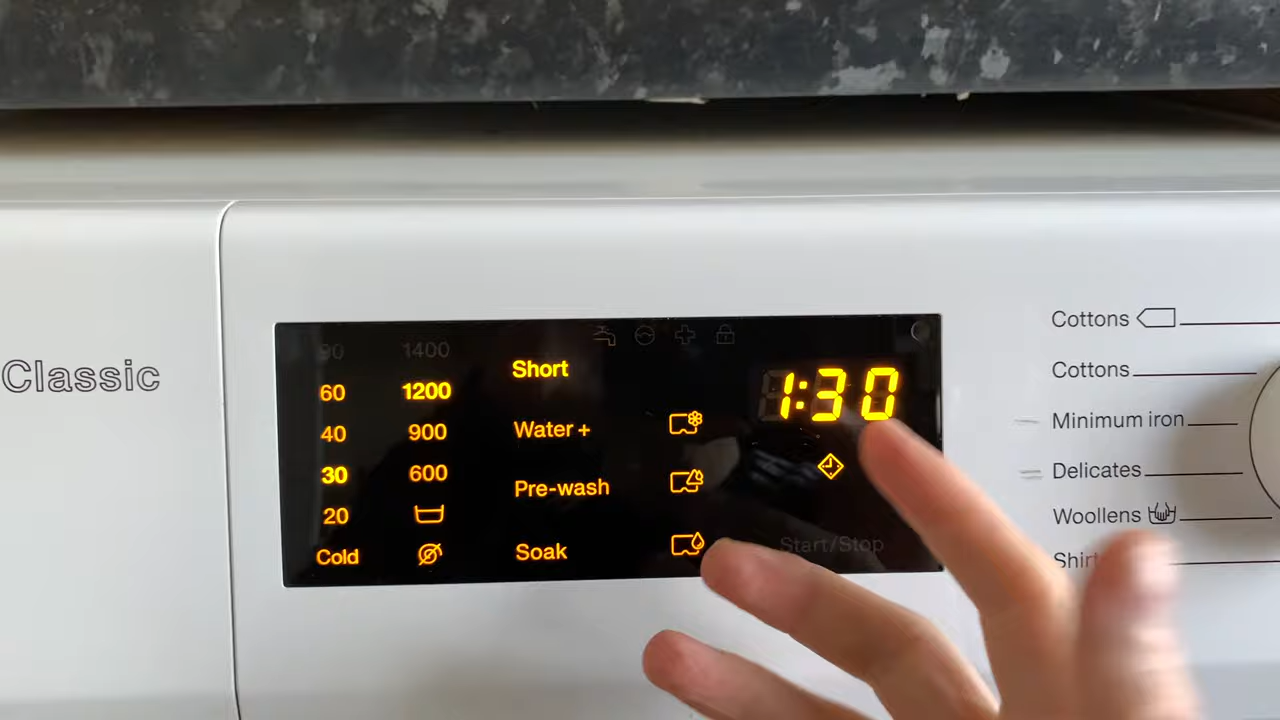 Classic
90 1400
60 1200
40 900
30 600
20
Cold
Short
Water +
Pre-wash
Soak
1:30
Start/Stop
Cottons
Cottons
Minimum iron
Delicates
Woollens